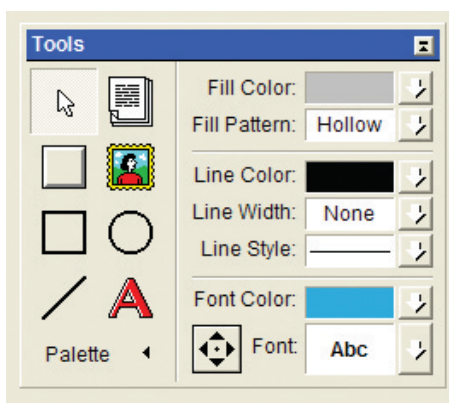 Tools
Fill Color:
Fill Pattern: Hollow
Line Color:
Line Width: None
Line Style:
Font Color:
A
Palette
Font: Abc